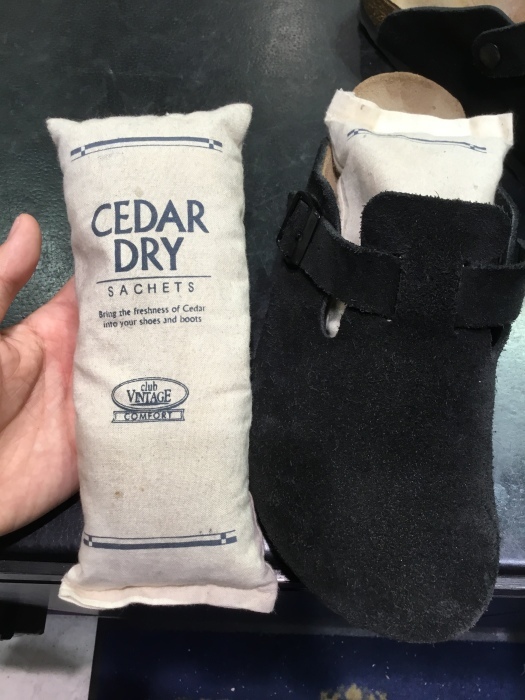 CEDAR
DRY
SACHETS
Bring the freshness of Cedar
into your shoes and boots
club
VINTAGE
COMFORT